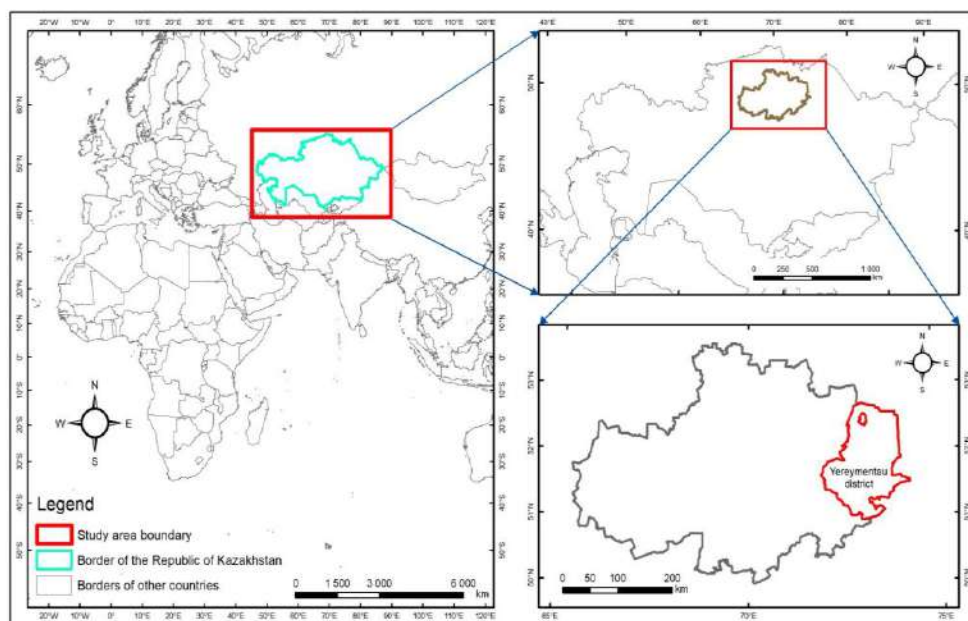 20°W 10°W 0° 10°E 20°E 30°E 40°E 50°E 60°E 70°E 80°E 90°E 100°E 110°E 120°E
60°N
50°N
40°N
30°N
20°N
10°N
0°
10°S
20°S
30°S
40°S
50°S
N
W E
S
Legend
Study area boundary
Border of the Republic of Kazakhstan
Borders of other countries
0 1 500 3 000 6 000
km
20°W 10°W 0° 10°E 20°E 30°E 40°E 50°E 60°E 70°E 80°E 90°E 100°E 110°E 120°E
40°E 50°E 60°E 70°E 80°E 90°E
50°N
40°N
N
W E
S
0 250 500 1 000
km
53°N
52°N
51°N
50°N
N
W E
S
Yereymentau
district
0 50 100 200
km
65°E 70°E 75°E